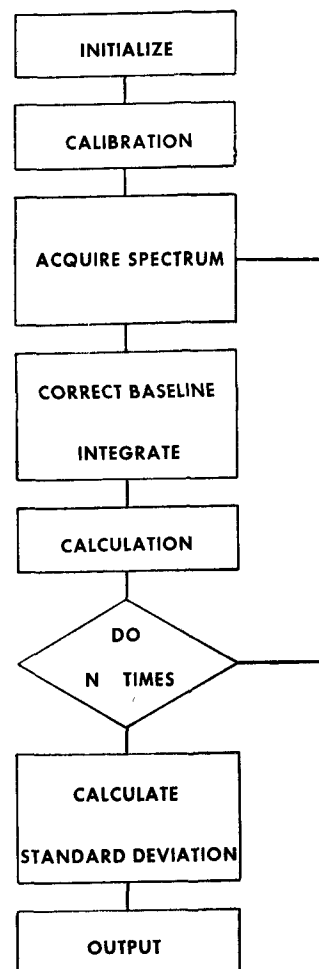 INITIALIZE
CALIBRATION
ACQUIRE SPECTRUM
CORRECT BASELINE
INTEGRATE
CALCULATION
DO
N TIMES
CALCULATE
STANDARD DEVIATION
OUTPUT